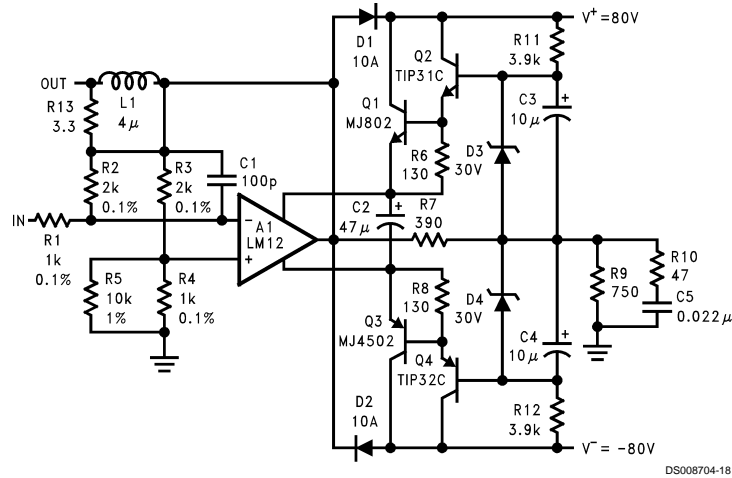 V+ =80V
D1
10A
Q2
TIP31C
R11
3.9k
OUT
L1
4μ
R13
3.3
Q1
MJ802
C3
10μ
+
R2
2k
0.1%
R3
2k
0.1%
C1
100p
R6
130
D3
30V
IN
R1
1k
0.1%
−
A1
LM12
+
C2
47μ
+
R7
390
R5
10k
1%
R4
1k
0.1%
R8
130
D4
30V
R9
750
R10
47
C5
0.022μ
Q3
MJ4502
Q4
TIP32C
C4
10μ
+
D2
10A
R12
3.9k
V− = -80V
DS008704-18